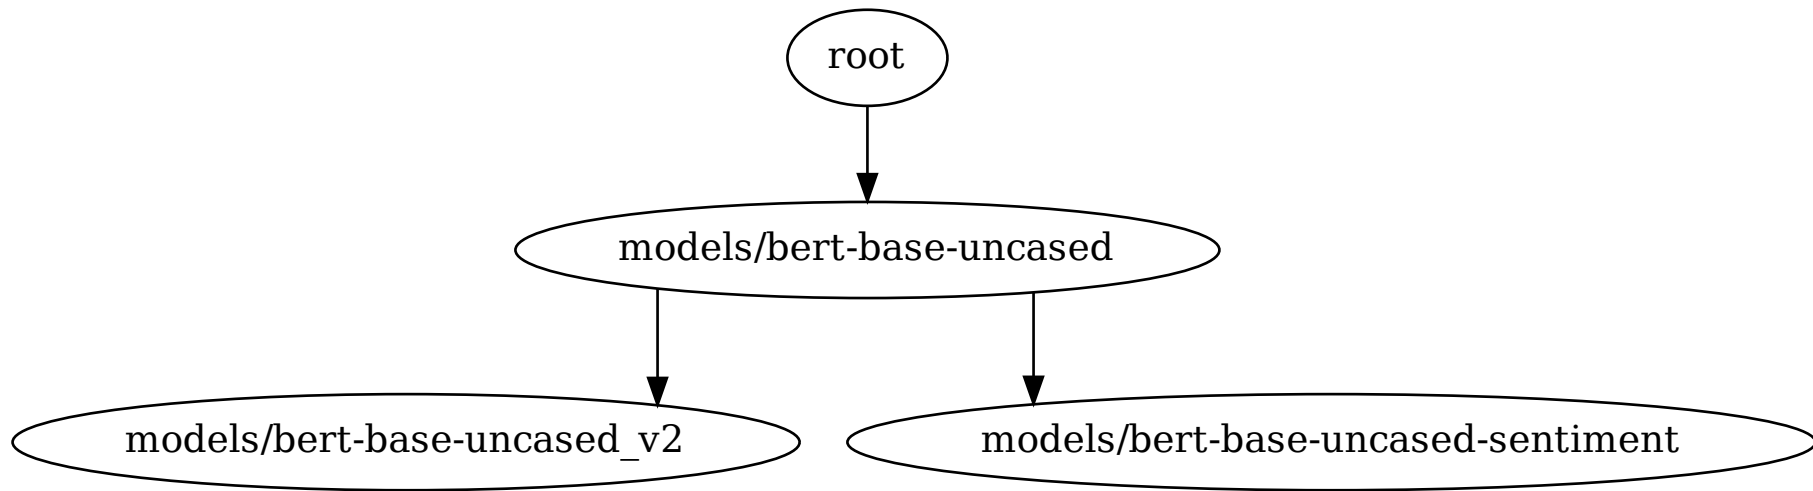 root
models/bert-base-uncased
models/bert-base-uncased_v2
models/bert-base-uncased-sentiment